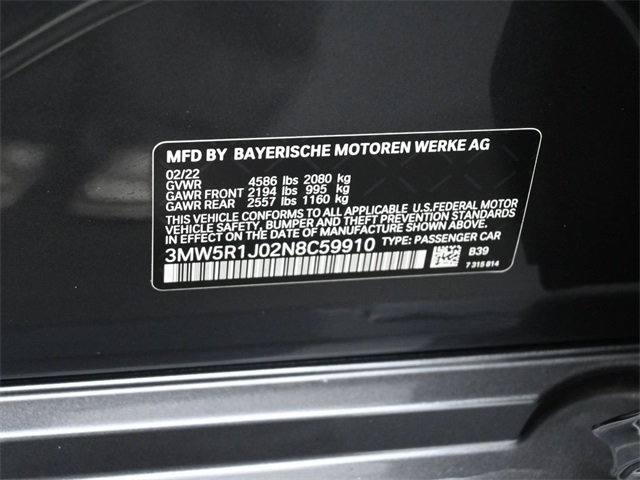 MFD BY BAYERISCHE MOTOREN WERKE AG
02/22
GVWR 4586 lbs 2080 kg
GAWR FRONT 2194 lbs 995 kg
GAWR REAR 2557 lbs 1160 kg
THIS VEHICLE CONFORMS TO ALL APPLICABLE U.S.FEDERAL MOTOR
VEHICLE SAFETY, BUMPER, AND THEFT PREVENTION STANDARDS
IN EFFECT ON THE DATE OF MANUFACTURE SHOWN ABOVE.
3MW5R1J02N8C59910 TYPE: PASSENGER CAR
B39
7 315 814